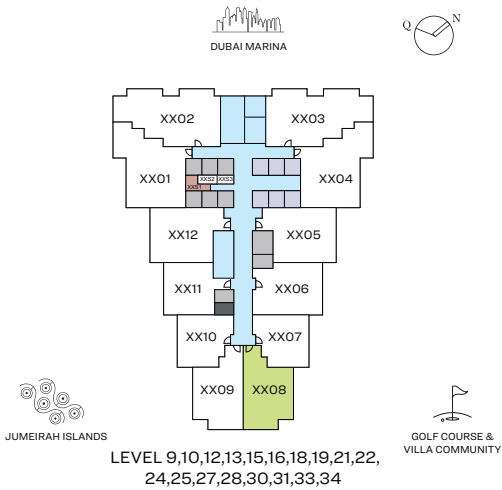 DUBAI MARINA
Q N
XX02 XX03
XX01 XXS2 XXS3 XX04
XXS1
XX12 XX05
XX11 XX06
XX10 XX07
XX09 XX08
JUMEIRAH ISLANDS
GOLF COURSE &
VILLA COMMUNITY
LEVEL 9,10,12,13,15,16,18,19,21,22,
24,25,27,28,30,31,33,34